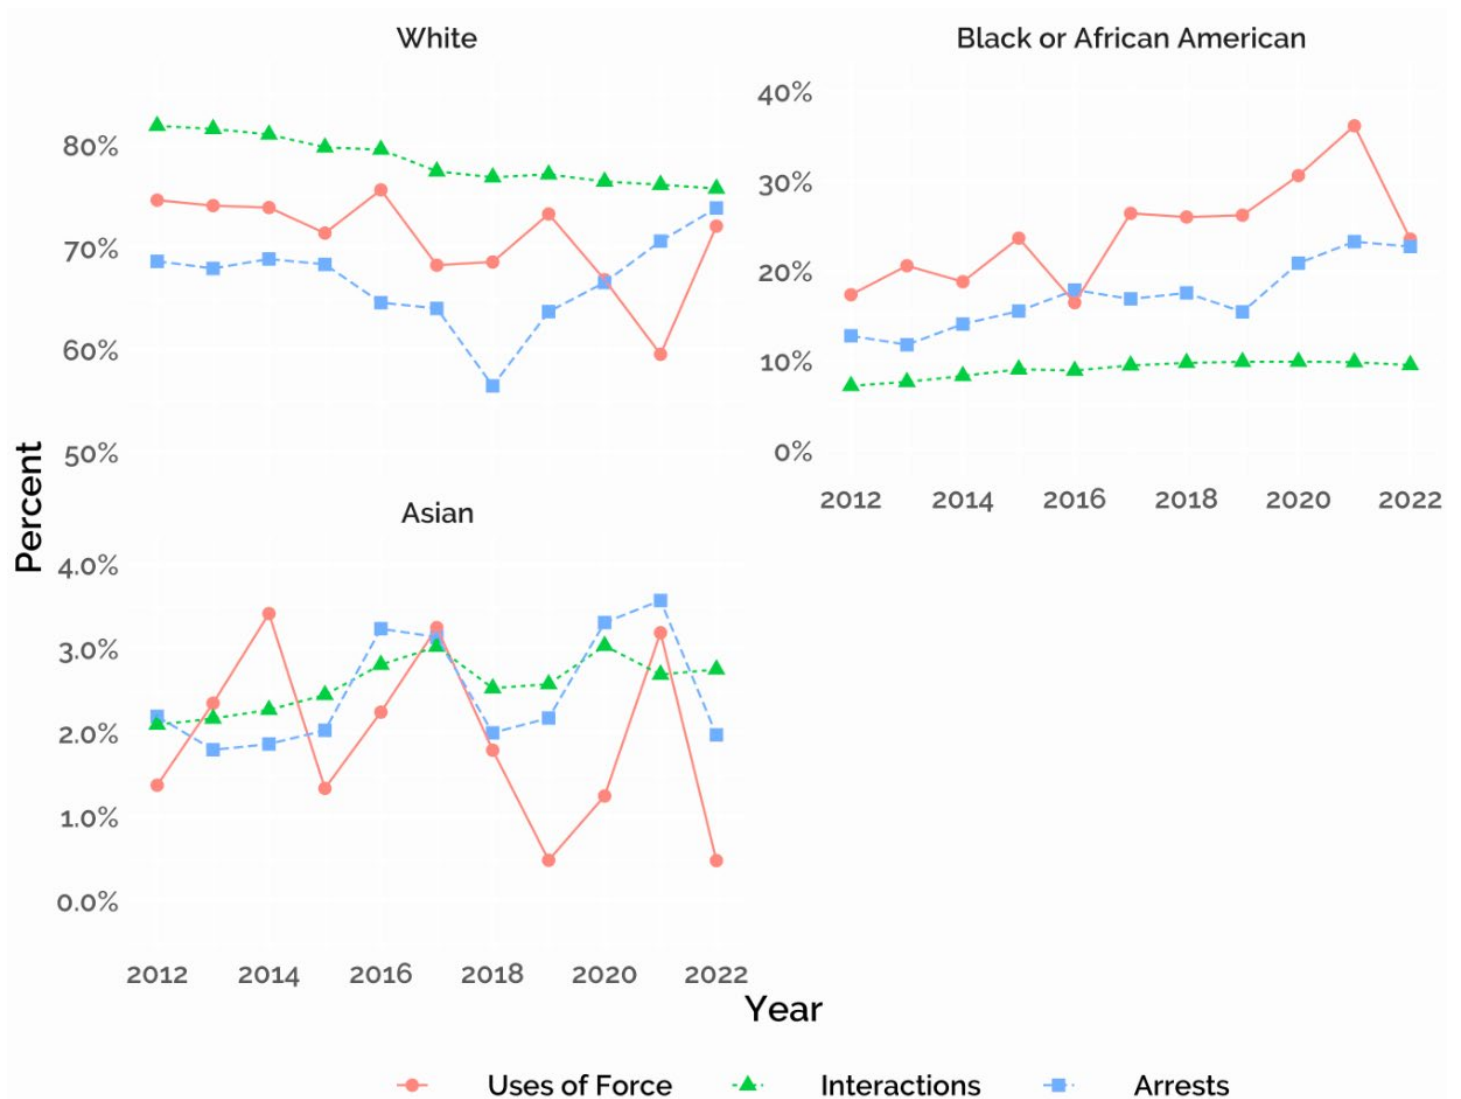 White
80%
70%
60%
50%
Black or African American
40%
30%
20%
10%
0%
2012 2014 2016 2018 2020 2022
Percent
Asian
4.0%
3.0%
2.0%
1.0%
0.0%
2012 2014 2016 2018 2020 2022
Year
Uses of Force Interactions Arrests